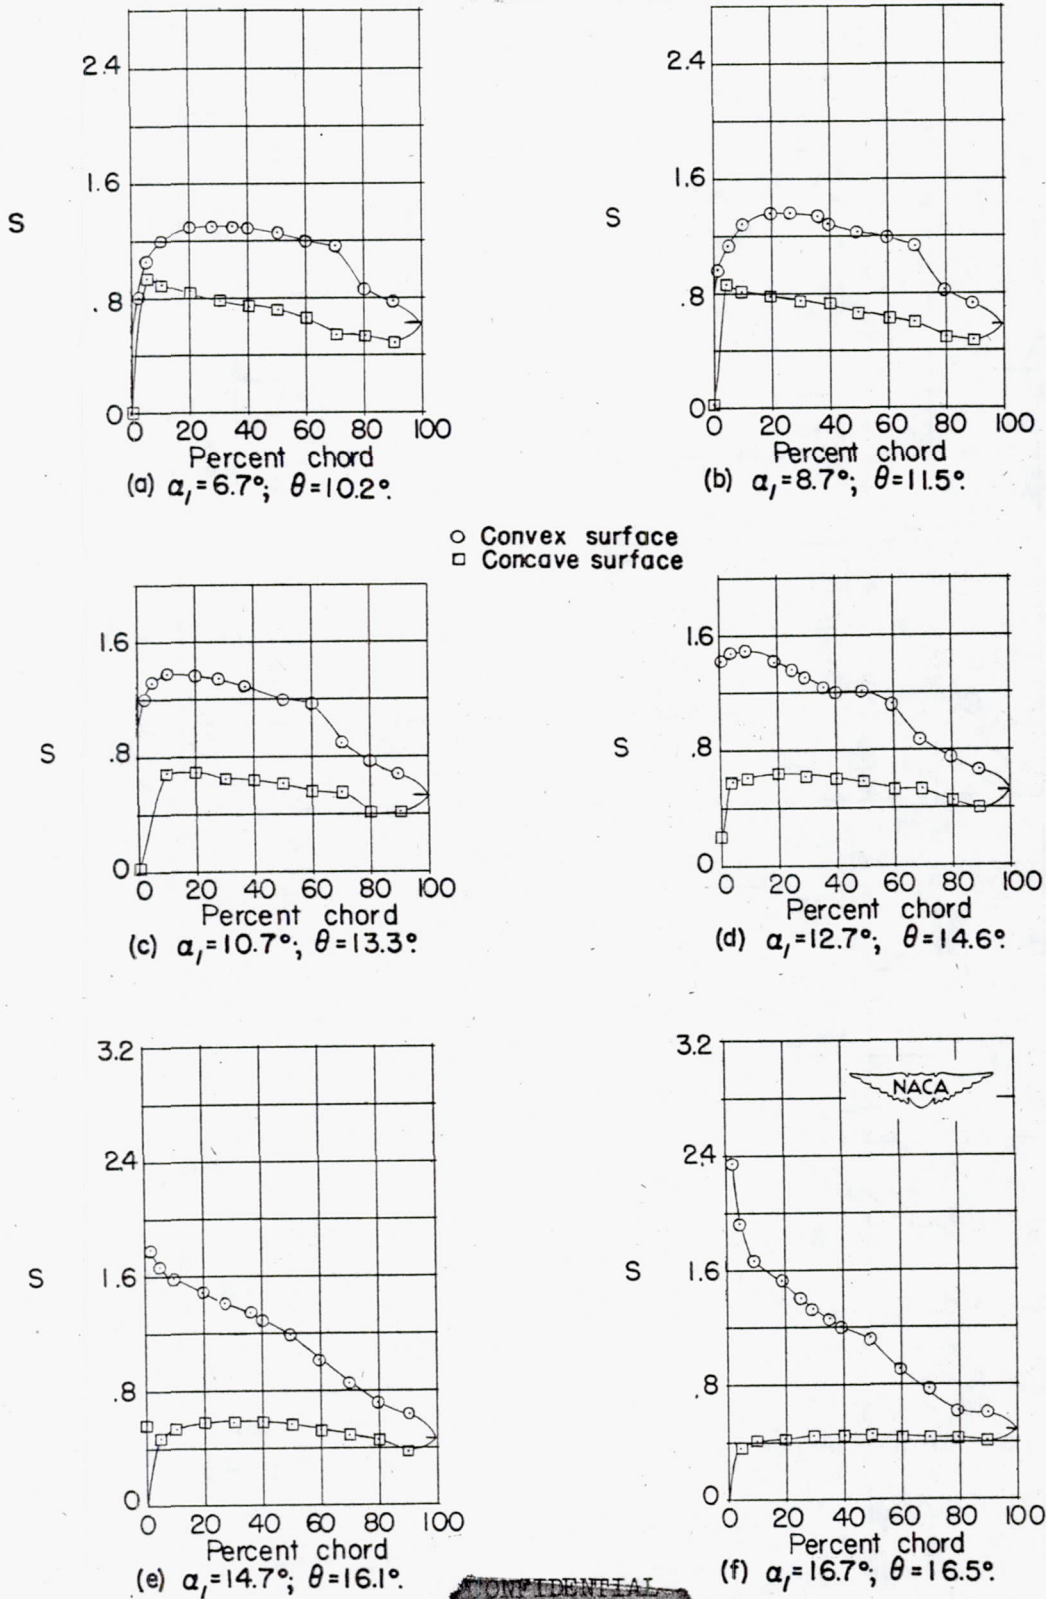 2.4
1.6
S
.8
0
0 20 40 60 80 100
Percent chord
(a) α₁=6.7°; θ=10.2°.
2.4
1.6
S
.8
0
0 20 40 60 80 100
Percent chord
(b) α₁=8.7°; θ=11.5°.
Convex surface
Concave surface
1.6
S
.8
0
0 20 40 60 80 100
Percent chord
(c) α₁=10.7°; θ=13.3°.
1.6
S
.8
0
0 20 40 60 80 100
Percent chord
(d) α₁=12.7°; θ=14.6°.
3.2
2.4
S
1.6
.8
0
0 20 40 60 80 100
Percent chord
(e) α₁=14.7°; θ=16.1°.
3.2
NACA
2.4
S
1.6
.8
0
0 20 40 60 80 100
Percent chord
(f) α₁=16.7°; θ=16.5°.
CONFIDENTIAL